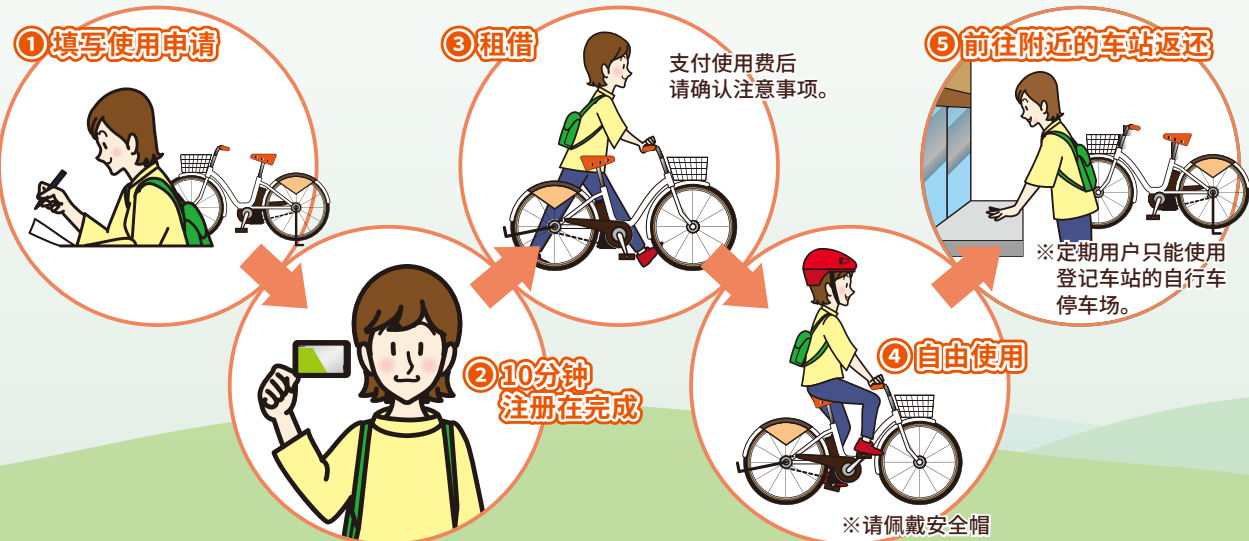 ① 填写使用申请
② 10分钟
注册在完成
③ 租借
支付使用费后
请确认注意事项。
④ 自由使用
※请佩戴安全帽
⑤ 前往附近的车站返还
※定期用户只能使用
登记车站的自行车
停车场。